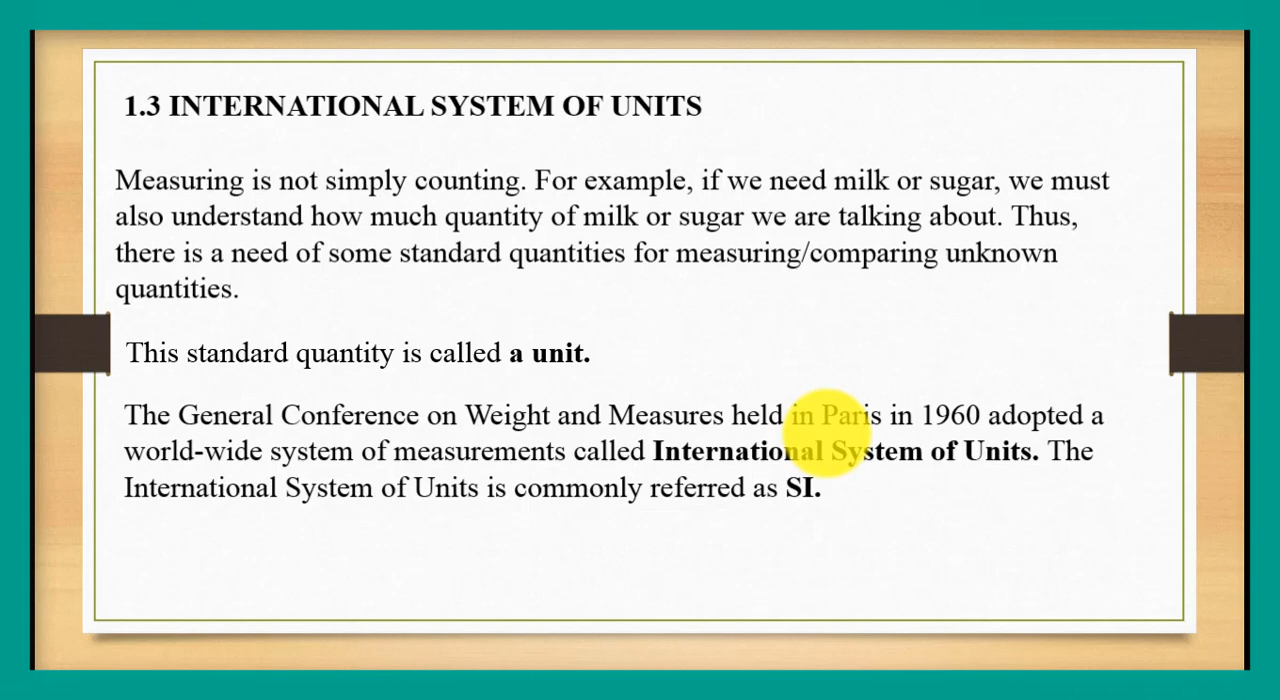 1.3 INTERNATIONAL SYSTEM OF UNITS
Measuring is not simply counting. For example, if we need milk or sugar, we must
also understand how much quantity of milk or sugar we are talking about. Thus,
there is a need of some standard quantities for measuring/comparing unknown
quantities.
This standard quantity is called a unit.
The General Conference on Weight and Measures held in Paris in 1960 adopted a
world-wide system of measurements called International System of Units. The
International System of Units is commonly referred as SI.